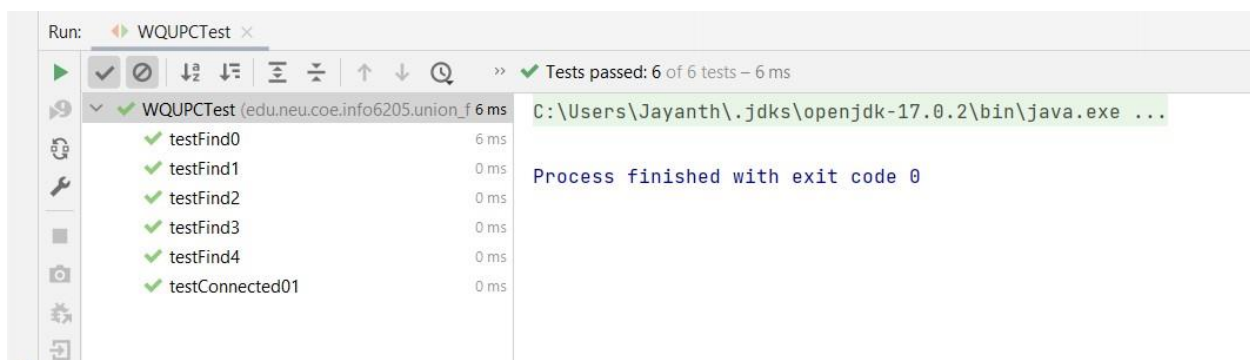 Run: WQUPCTest
Tests passed: 6 of 6 tests – 6 ms
WQUPCTest (edu.neu.coe.info6205.union_f 6 ms
testFind0 6 ms
testFind1 0 ms
testFind2 0 ms
testFind3 0 ms
testFind4 0 ms
testConnected01 0 ms
C:\Users\Jayanth\.jdks\openjdk-17.0.2\bin\java.exe ...
Process finished with exit code 0